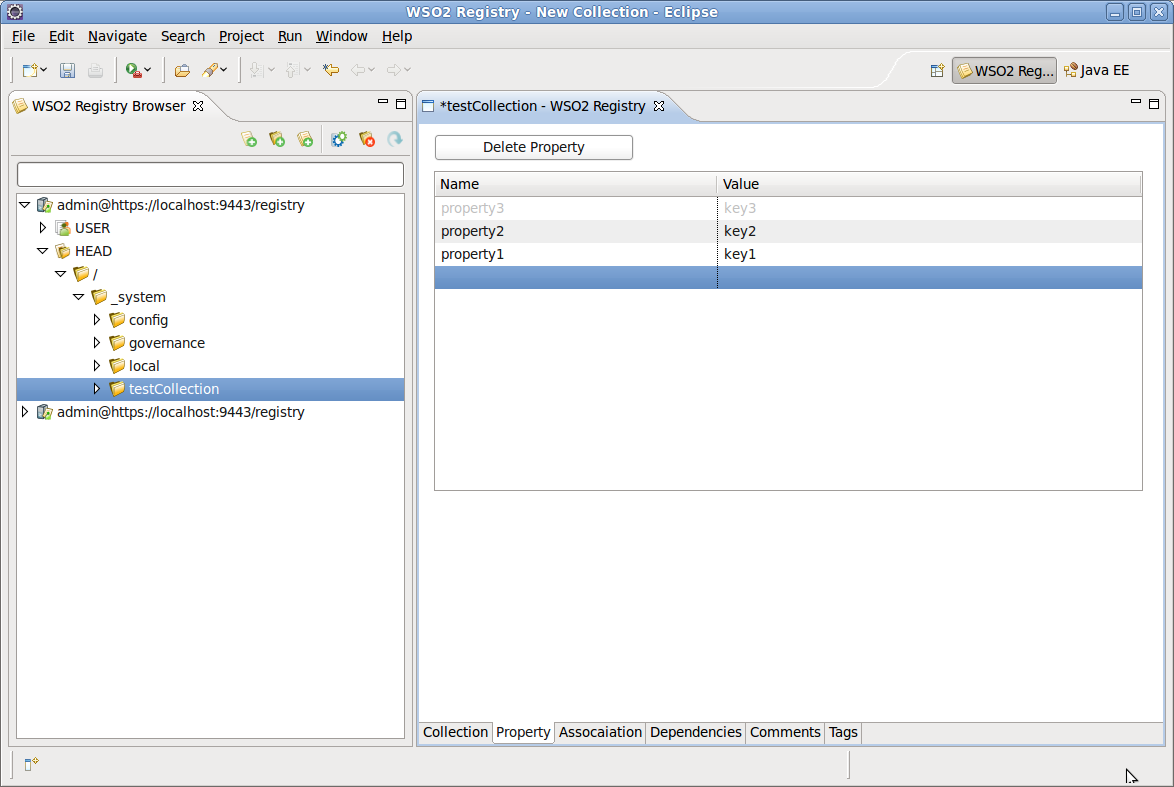 WSO2 Registry - New Collection - Eclipse
File Edit Navigate Search Project Run Window Help
WSO2 Reg... Java EE
WSO2 Registry Browser
admin@https://localhost:9443/registry
USER
HEAD
/
_system
config
governance
local
testCollection
admin@https://localhost:9443/registry
*testCollection - WSO2 Registry
Delete Property
Name Value
property3 key3
property2 key2
property1 key1
Collection Property Assocaiation Dependencies Comments Tags